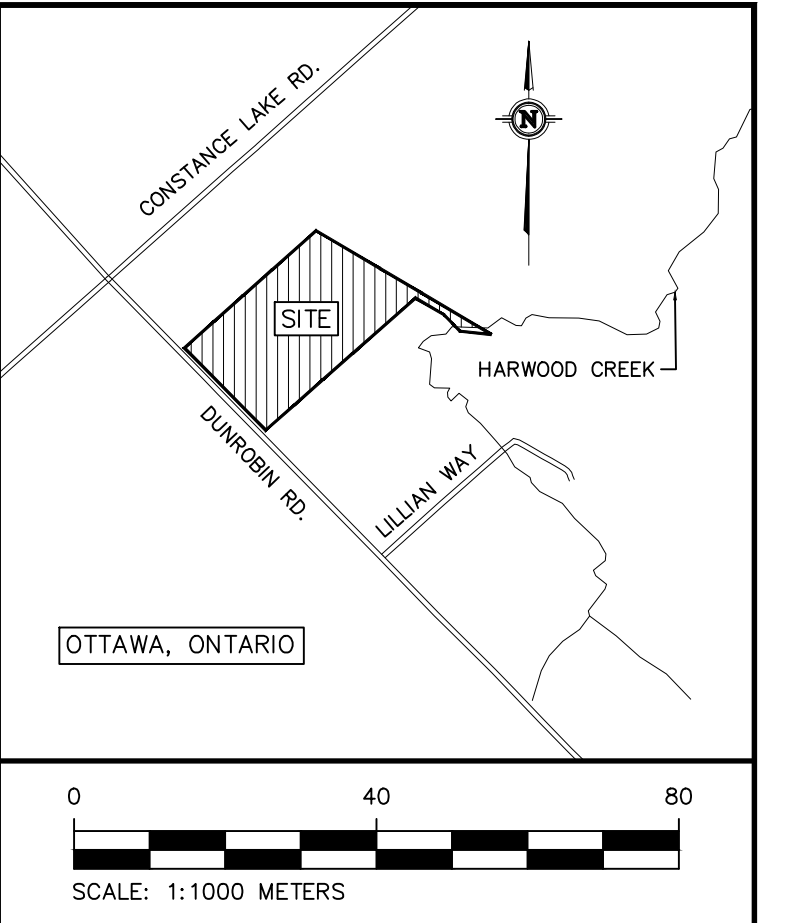 CONSTANCE LAKE RD.
N
SITE
HARWOOD CREEK
DUNROBIN RD.
LILLIAN WAY
OTTAWA, ONTARIO
0 40 80
SCALE: 1:1000 METERS